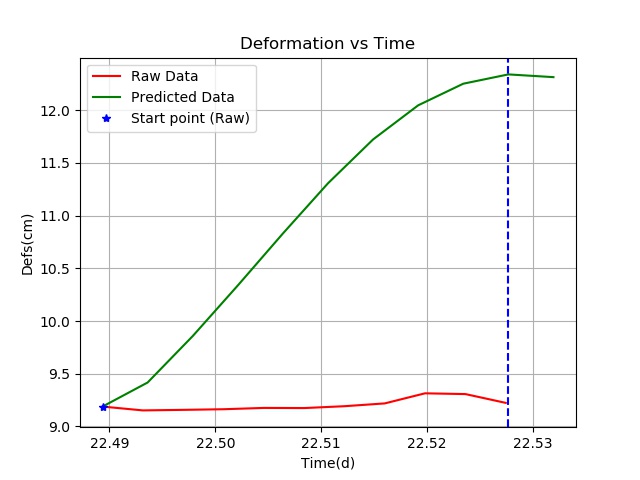 Deformation vs Time
Raw Data
Predicted Data
Start point (Raw)
Defs(cm)
12.0
11.5
11.0
10.5
10.0
9.5
9.0
22.49 22.50 22.51 22.52 22.53
Time(d)